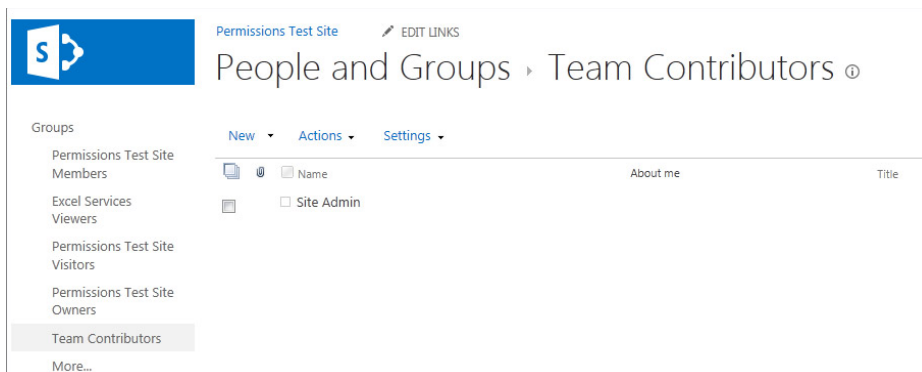 S
Permissions Test Site EDIT LINKS
People and Groups › Team Contributors
Groups
New Actions Settings
Permissions Test Site
Members
Name About me Title
Excel Services
Viewers
Site Admin
Permissions Test Site
Visitors
Permissions Test Site
Owners
Team Contributors
More...